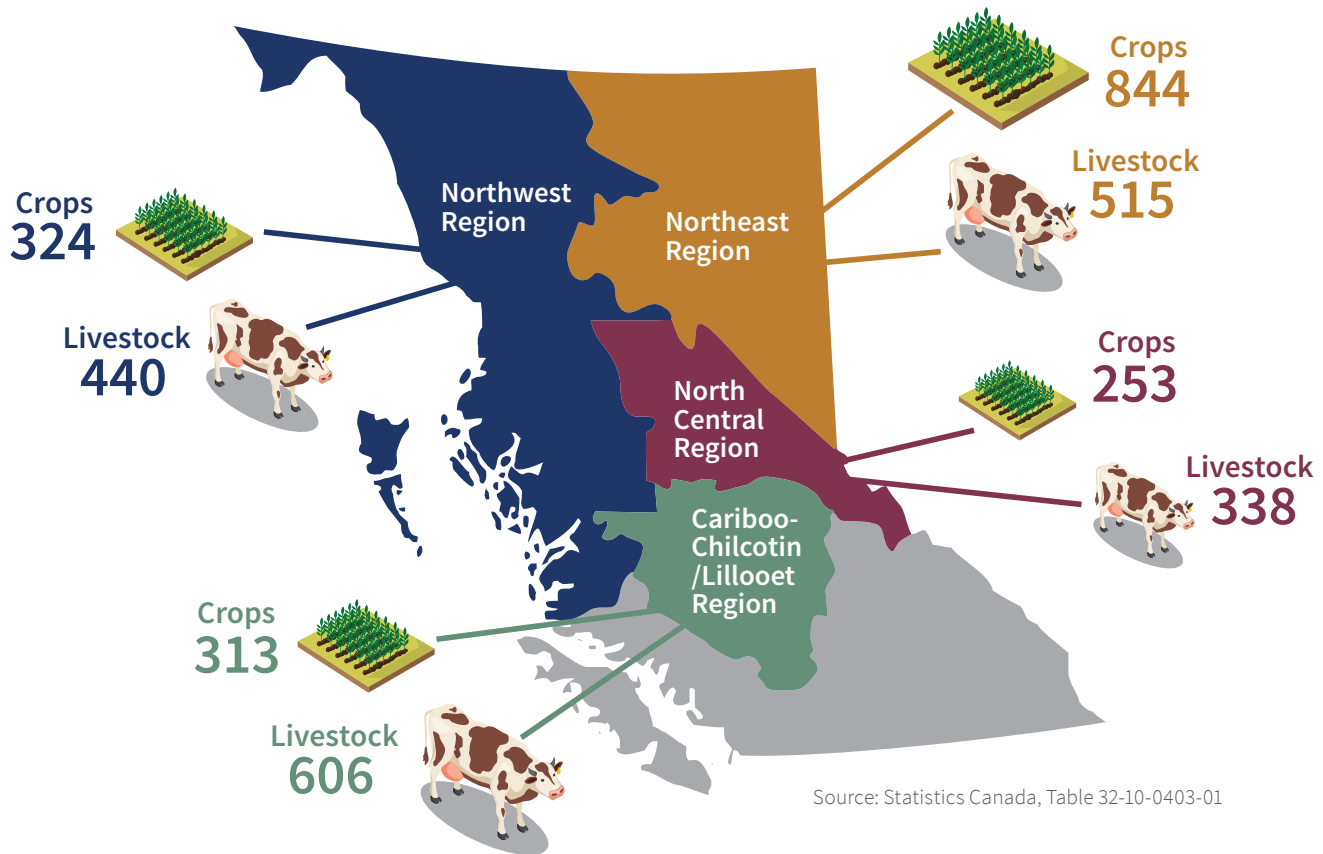 Crops
844
Livestock
515
Northwest
Region
Northeast
Region
Crops
324
Livestock
440
Crops
253
North
Central
Region
Livestock
338
Cariboo-
Chilcotin
/Lillooet
Region
Crops
313
Livestock
606
Source: Statistics Canada, Table 32-10-0403-01